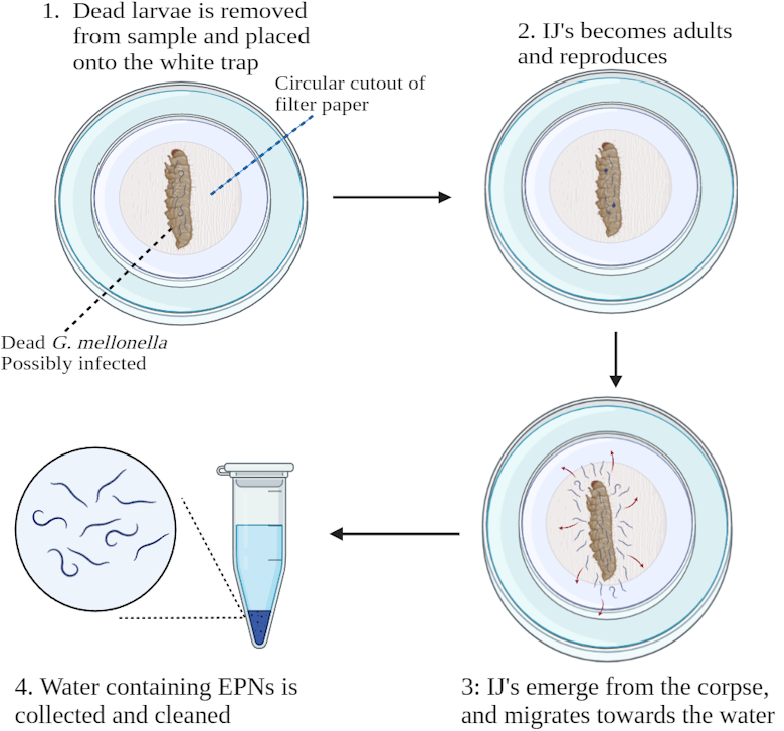 1. Dead larvae is removed
from sample and placed
onto the white trap
Circular cutout of
filter paper
2. IJ's becomes adults
and reproduces
Dead G. mellonella
Possibly infected
4. Water containing EPNs is
collected and cleaned
3: IJ's emerge from the corpse,
and migrates towards the water